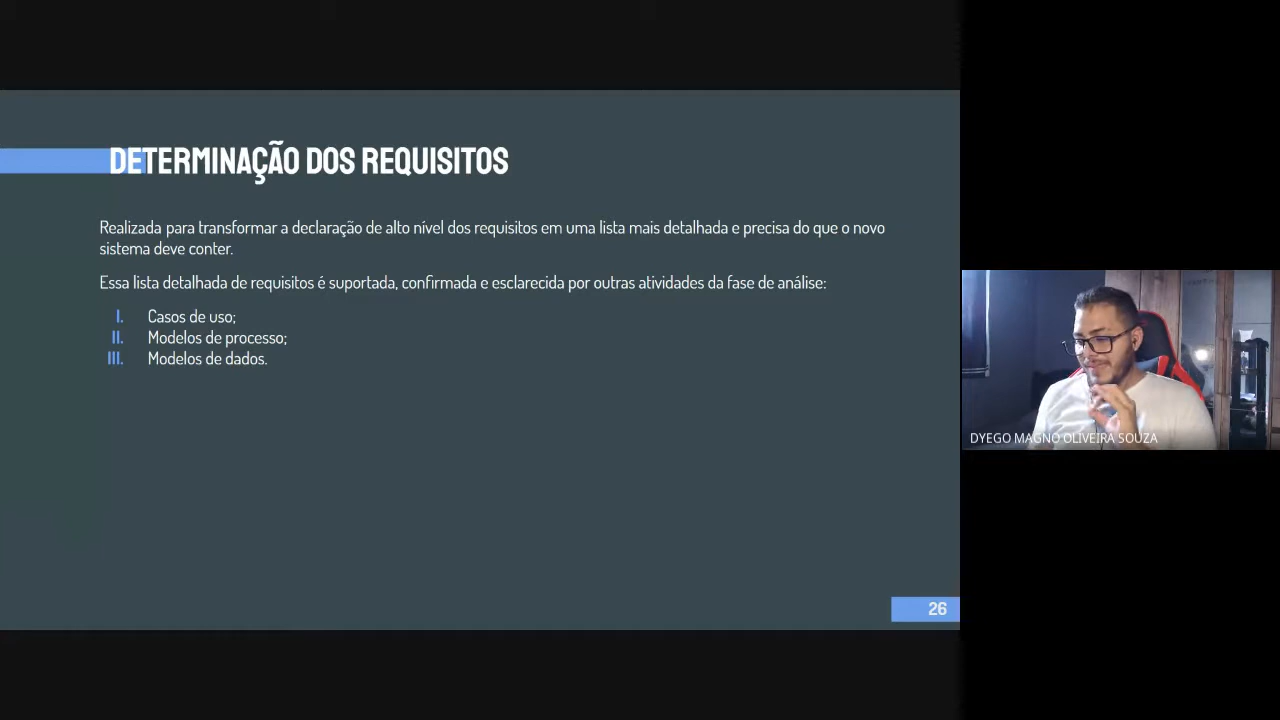 DETERMINAÇÃO DOS REQUISITOS
Realizada para transformar a declaração de alto nível dos requisitos em uma lista mais detalhada e precisa do que o novo
sistema deve conter.
Essa lista detalhada de requisitos é suportada, confirmada e esclarecida por outras atividades da fase de análise:
I. Casos de uso;
II. Modelos de processo;
III. Modelos de dados.
DYEGO MAGNO OLIVEIRA SOUZA
26